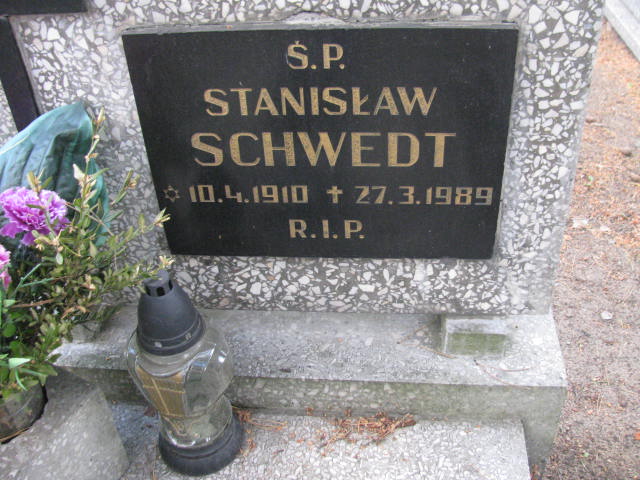 Ś.P.
STANISŁAW
SCHWEDT
✡ 10.4.1910 ✝ 27.3.1989
R.I.P.